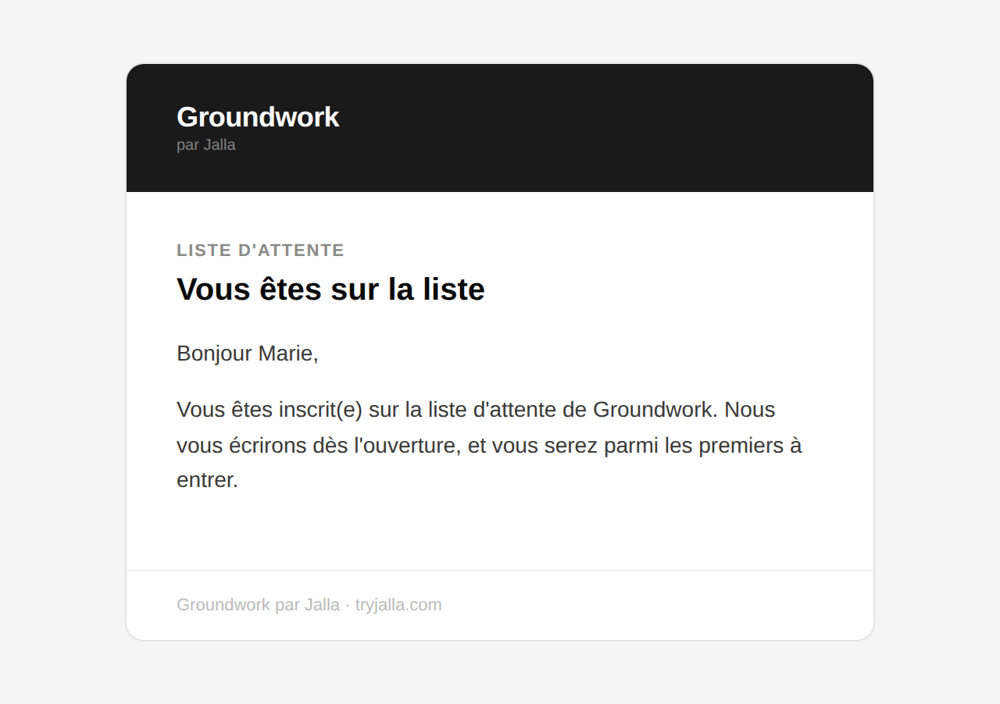 Groundwork
par Jalla
LISTE D'ATTENTE
Vous êtes sur la liste
Bonjour Marie,
Vous êtes inscrit(e) sur la liste d'attente de Groundwork. Nous
vous écrirons dès l'ouverture, et vous serez parmi les premiers à
entrer.
Groundwork par Jalla · tryjalla.com